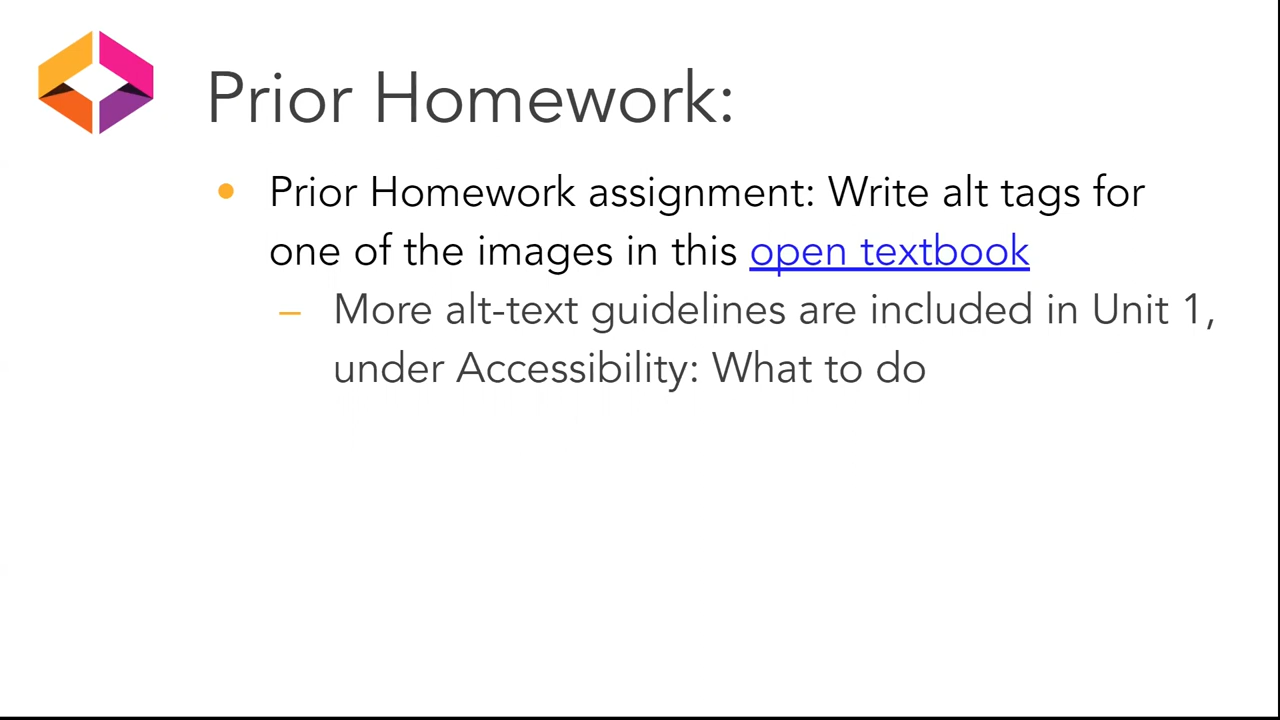 Prior Homework:
• Prior Homework assignment: Write alt tags for
one of the images in this open textbook
– More alt-text guidelines are included in Unit 1,
under Accessibility: What to do